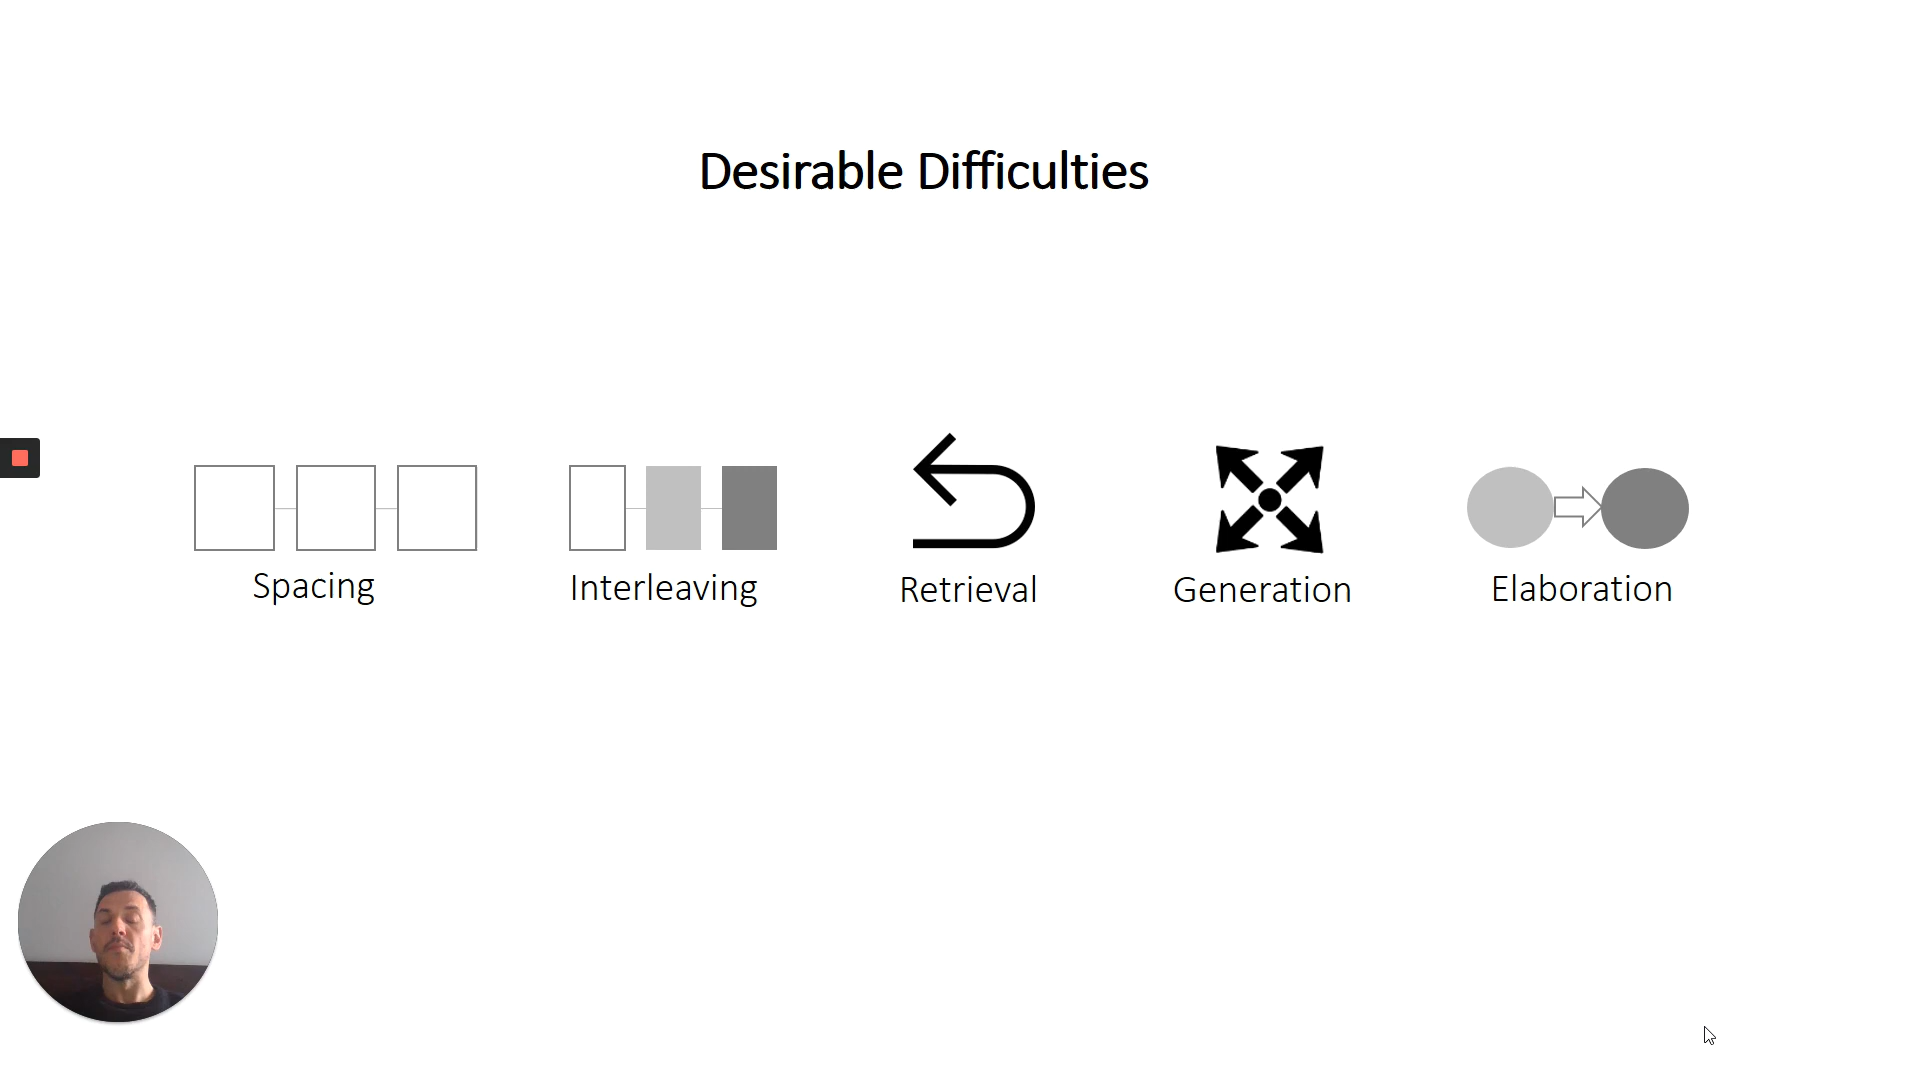 Desirable Difficulties
Spacing
Interleaving
Retrieval
Generation
Elaboration